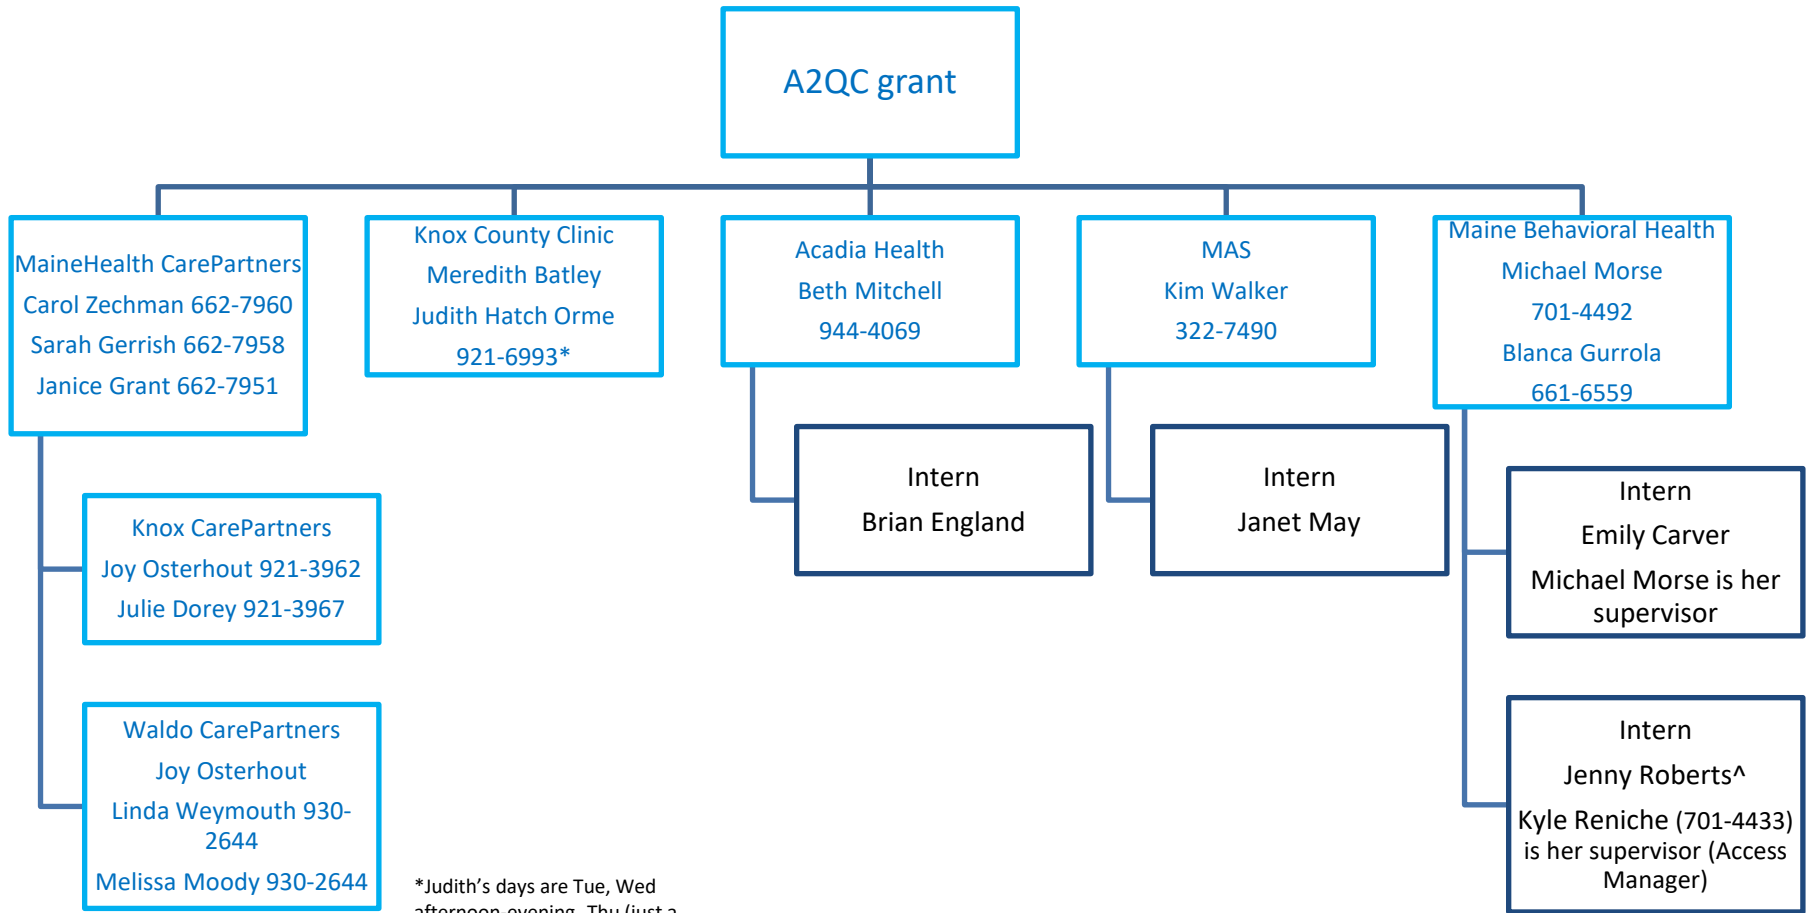 A2QC grant
MaineHealth CarePartners
Carol Zechman 662-7960
Sarah Gerrish 662-7958
Janice Grant 662-7951
Knox County Clinic
Meredith Batley
Judith Hatch Orme
921-6993*
Acadia Health
Beth Mitchell
944-4069
MAS
Kim Walker
322-7490
Maine Behavioral Health
Michael Morse
701-4492
Blanca Gurrola
661-6559
Knox CarePartners
Joy Osterhout 921-3962
Julie Dorey 921-3967
Waldo CarePartners
Joy Osterhout
Linda Weymouth 930-
2644
Melissa Moody 930-2644
Intern
Brian England
Intern
Janet May
Intern
Emily Carver
Michael Morse is her
supervisor
Intern
Jenny Roberts^
Kyle Reniche (701-4433)
is her supervisor (Access
Manager)
*Judith’s days are Tue, Wed
afternoon-evening, Thu (just a